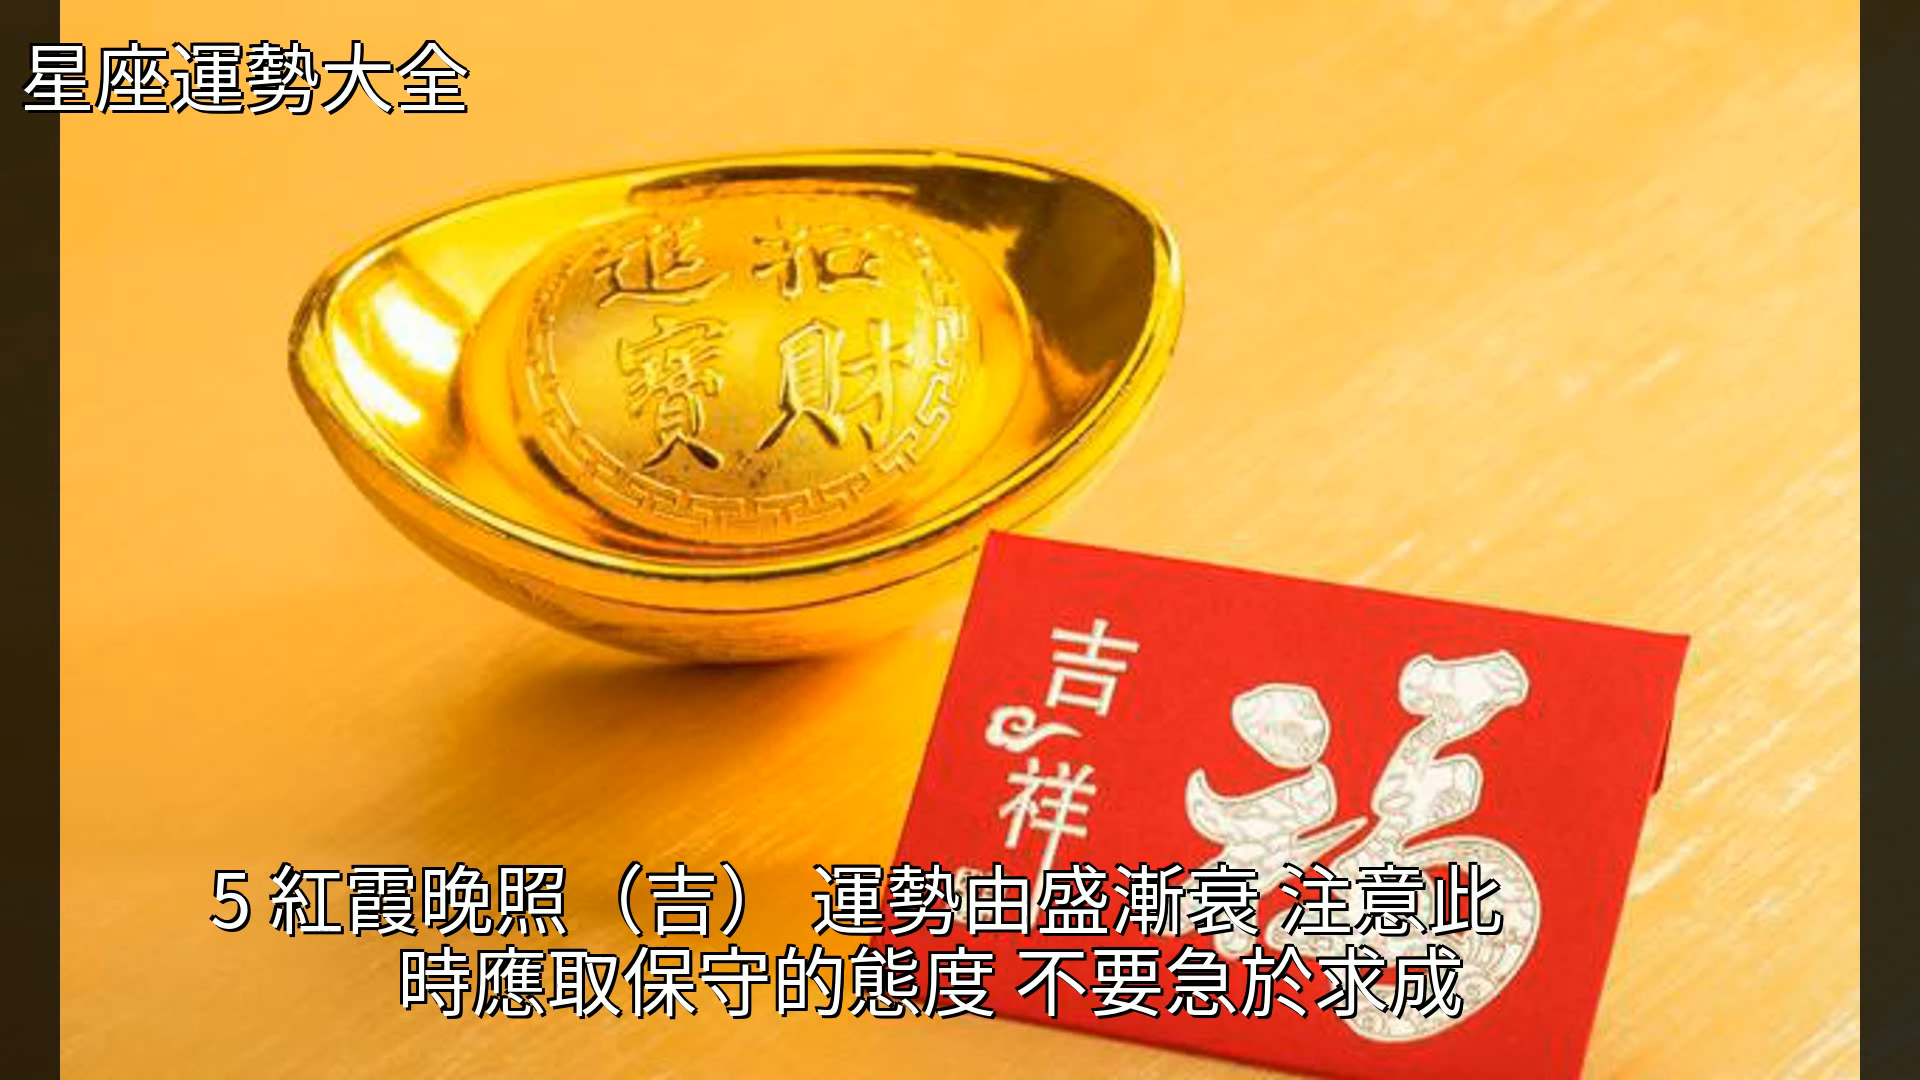 星座運勢大全
招財
進寶
吉祥
福
5 紅霞晚照（吉） 運勢由盛漸衰 注意此
時應取保守的態度 不要急於求成